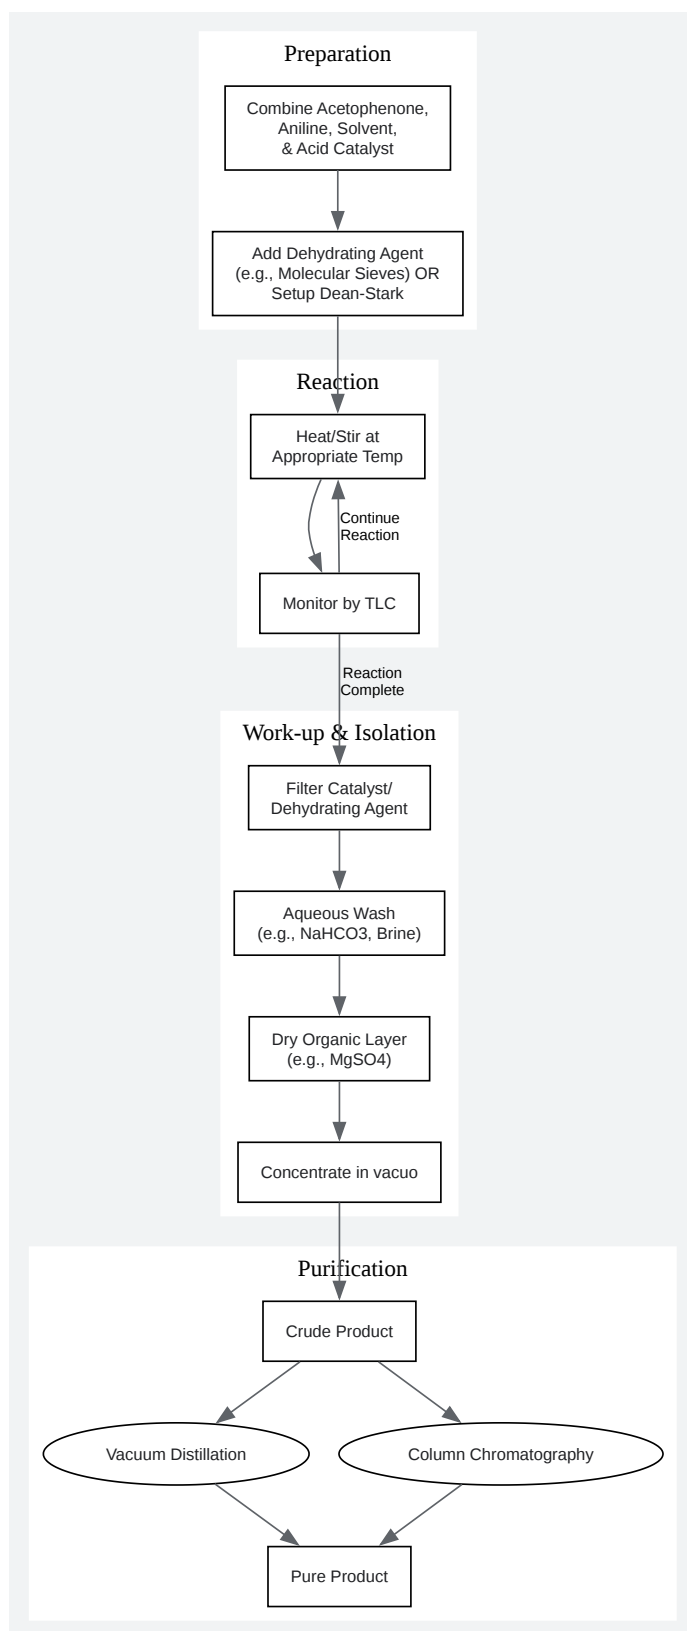 Preparation
Combine Acetophenone,
Aniline, Solvent,
& Acid Catalyst
Add Dehydrating Agent
(e.g., Molecular Sieves) OR
Setup Dean-Stark
Reaction
Heat/Stir at
Appropriate Temp
Continue
Reaction
Monitor by TLC
Reaction
Complete
Work-up & Isolation
Filter Catalyst/
Dehydrating Agent
Aqueous Wash
(e.g., NaHCO3, Brine)
Dry Organic Layer
(e.g., MgSO4)
Concentrate in vacuo
Purification
Crude Product
Vacuum Distillation
Column Chromatography
Pure Product